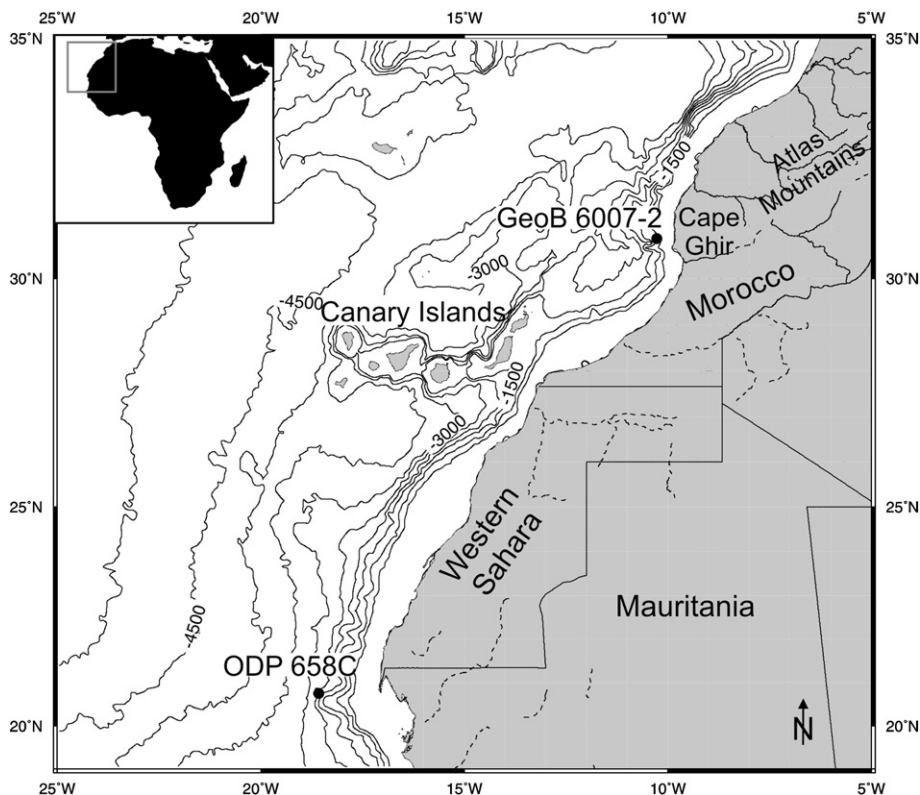 25°W 20°W 15°W 10°W 5°W
35°N 35°N
-1500
Atlas
Mountains
GeoB 6007-2
Cape
Ghir
-3000
30°N 30°N
Morocco
-4500
Canary Islands
-1500
-3000
25°N 25°N
Western
Sahara
Mauritania
-4500
ODP 658C
20°N 20°N
N
25°W 20°W 15°W 10°W 5°W